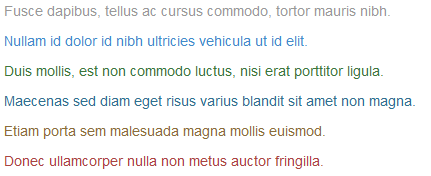 Fusce dapibus, tellus ac cursus commodo, tortor mauris nibh.
Nullam id dolor id nibh ultricies vehicula ut id elit.
Duis mollis, est non commodo luctus, nisi erat porttitor ligula.
Maecenas sed diam eget risus varius blandit sit amet non magna.
Etiam porta sem malesuada magna mollis euismod.
Donec ullamcorper nulla non metus auctor fringilla.